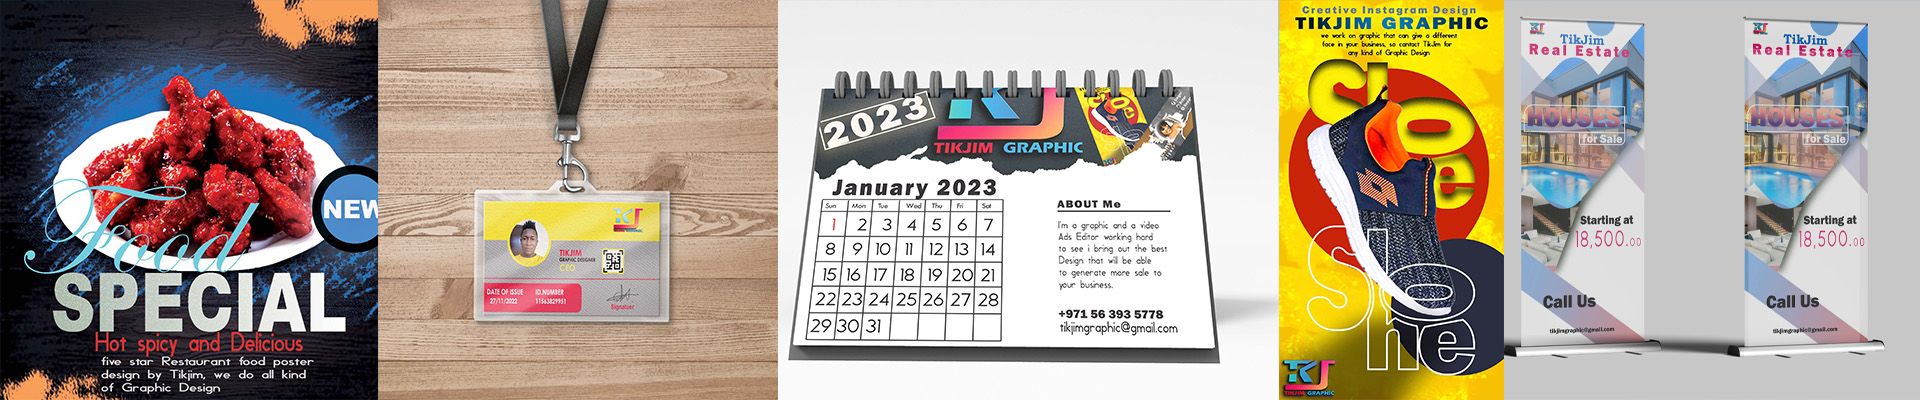 NEW
Food
SPECIAL
Hot spicy and Delicious
five star Restaurant food poster
design by Tikjim, we do all kind
of Graphic Design
KJ
TIKJIM
GRAPHIC DESIGNER
CEO
DATE OF ISSUE ID.NUMBER
27/11/2022 11563829951
Signatuer
2023
KJ
TIKJIM GRAPHIC
January 2023
Sun Mon Tue Wed Thu Fri Sat
1 2 3 4 5 6 7
8 9 10 11 12 13 14
15 16 17 18 19 20 21
22 23 24 25 26 27 28
29 30 31
ABOUT Me
I'm a graphic and a video
Ads Editor working hard
to see i bring out the best
Design that will be able
to generate more sale to
your business.
+971 56 393 5778
tikjimgraphic@gmail.com
Creative Instagram Design
TIKJIM GRAPHIC
we work on graphic that can give a different
face in your business, so contact TikJim for
any kind of Graphic Design
KJ
TIKJIM GRAPHIC
TikJim
Real Estate
HOUSES
for Sale
Starting at
18,500.00
Call Us
tikjimgraphic@gmail.com
TikJim
Real Estate
HOUSES
for Sale
Starting at
18,500.00
Call Us
tikjimgraphic@gmail.com